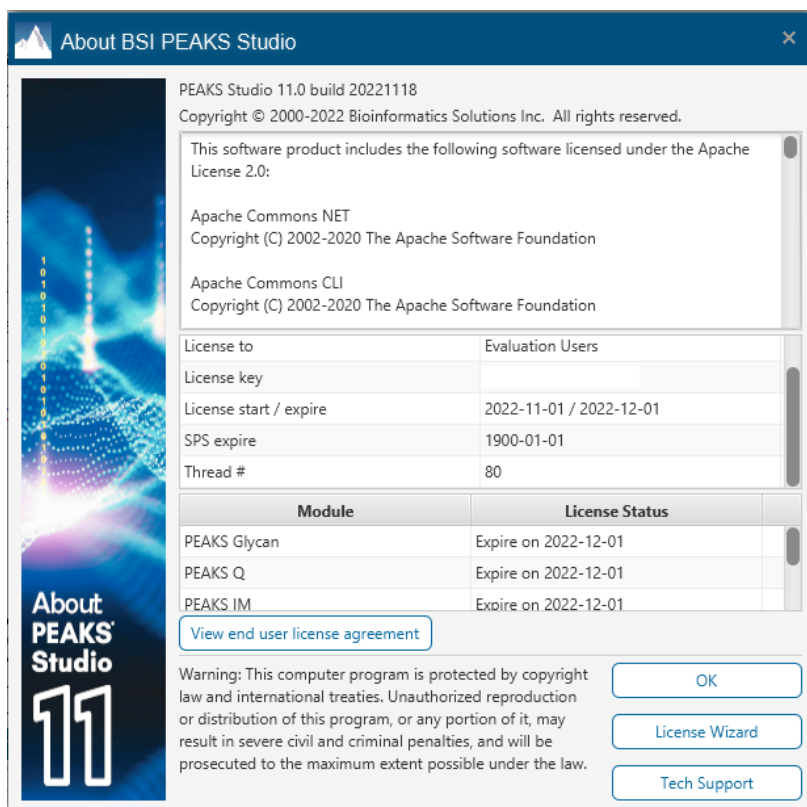 About BSI PEAKS Studio
PEAKS Studio 11.0 build 20221118
Copyright © 2000-2022 Bioinformatics Solutions Inc.  All rights reserved.
This software product includes the following software licensed under the Apache
License 2.0:
Apache Commons NET
Copyright (C) 2002-2020 The Apache Software Foundation
Apache Commons CLI
Copyright (C) 2002-2020 The Apache Software Foundation
License to Evaluation Users
License key
License start / expire 2022-11-01 / 2022-12-01
SPS expire 1900-01-01
Thread # 80
Module License Status
PEAKS Glycan Expire on 2022-12-01
PEAKS Q Expire on 2022-12-01
PEAKS IM Expire on 2022-12-01
View end user license agreement
Warning: This computer program is protected by copyright
law and international treaties. Unauthorized reproduction
or distribution of this program, or any portion of it, may
result in severe civil and criminal penalties, and will be
prosecuted to the maximum extent possible under the law.
OK
License Wizard
Tech Support
About
PEAKS
Studio
11